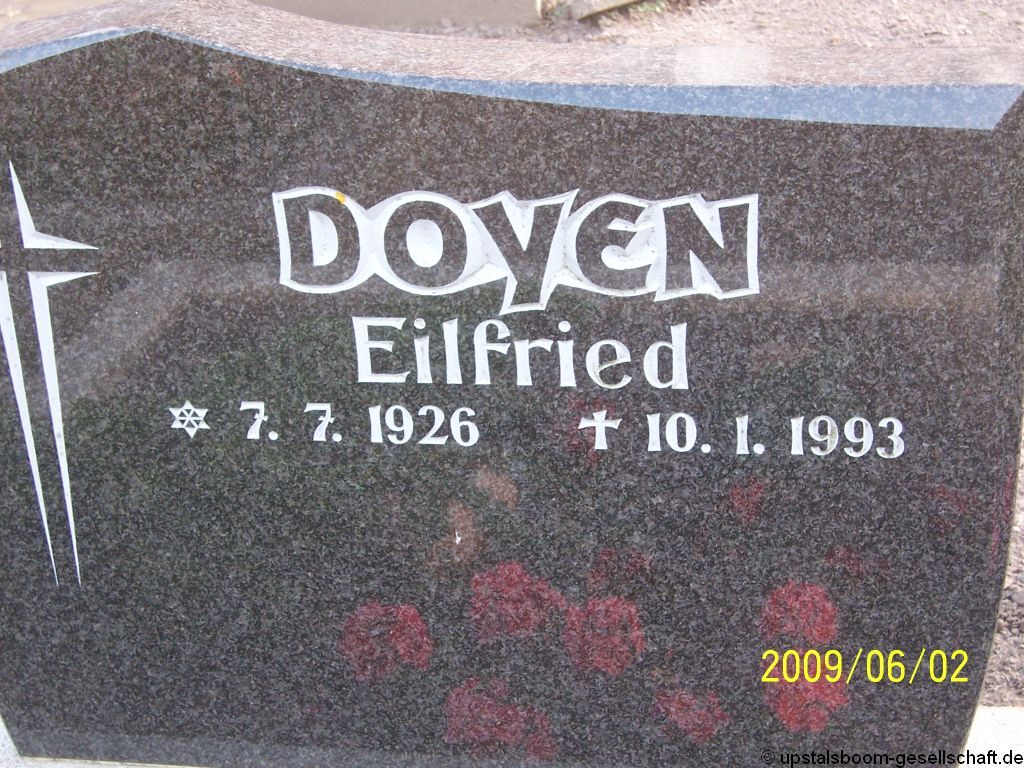 DOYEN
Eilfried
* 7. 7. 1926 † 10. 1. 1993
2009/06/02
© upstalsboom-gesellschaft.de